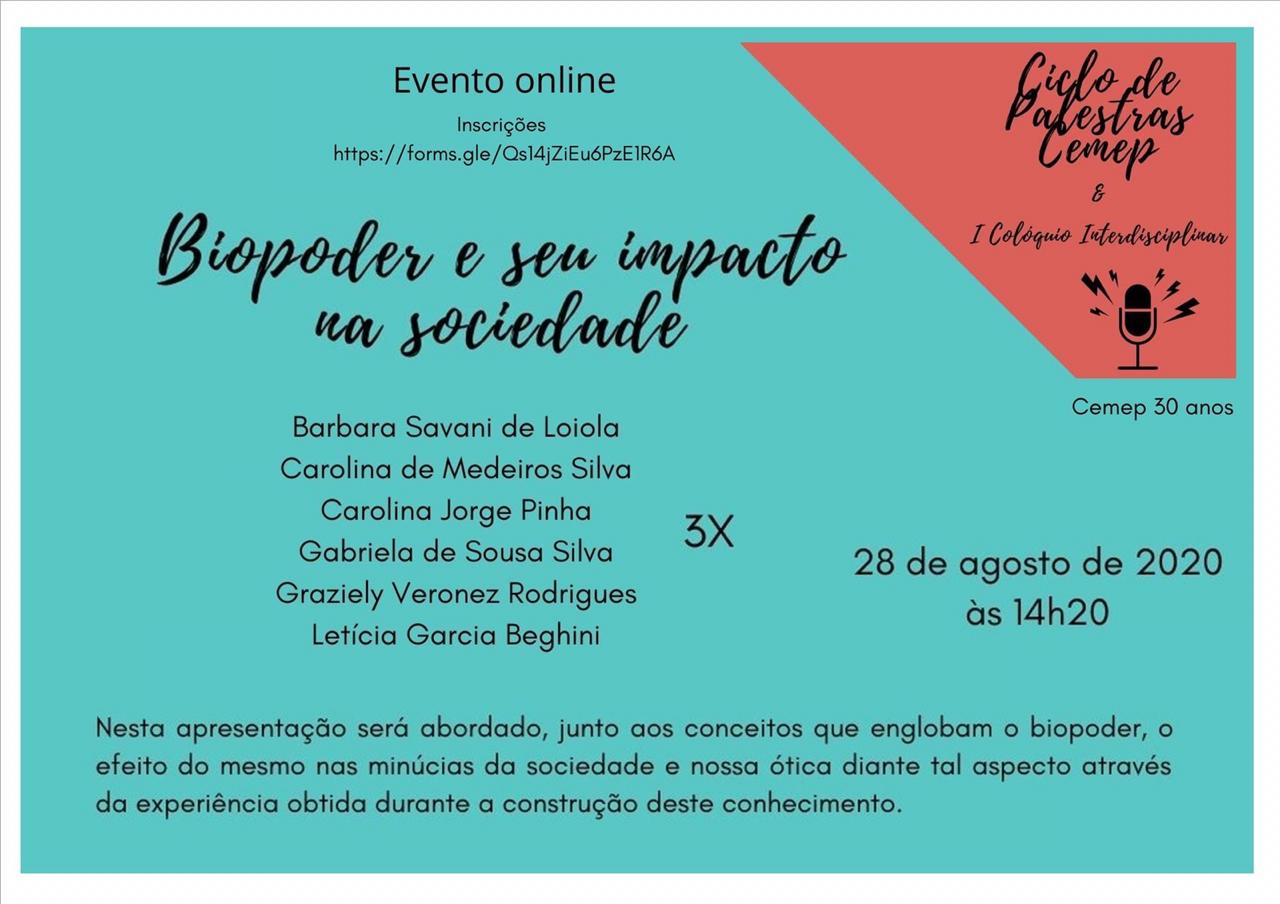 Evento online
Inscrições
https://forms.gle/Qs14jZiEu6PzE1R6A
Ciclo de
Palestras
Cemep
&
I Colóquio Interdisciplinar
Cemep 30 anos
Biopoder e seu impacto
na sociedade
Barbara Savani de Loiola
Carolina de Medeiros Silva
Carolina Jorge Pinha
Gabriela de Sousa Silva
Graziely Veronez Rodrigues
Letícia Garcia Beghini
3X
28 de agosto de 2020
às 14h20
Nesta apresentação será abordado, junto aos conceitos que englobam o biopoder, o
efeito do mesmo nas minúcias da sociedade e nossa ótica diante tal aspecto através
da experiência obtida durante a construção deste conhecimento.